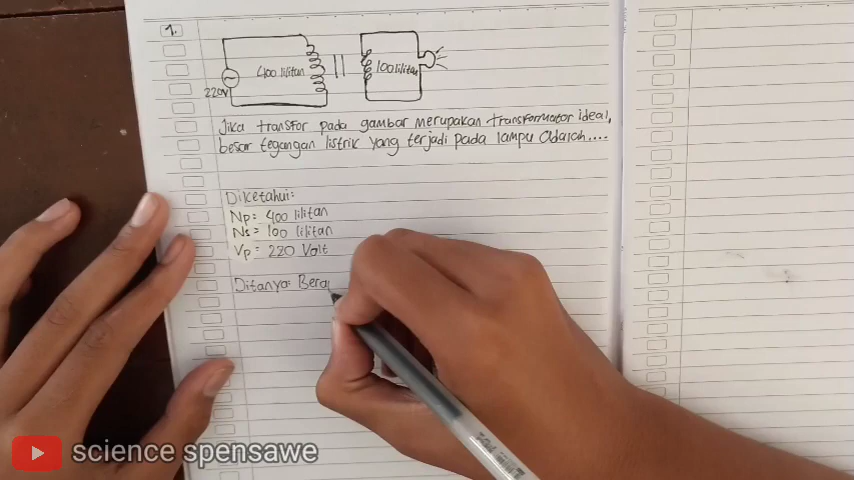 1.
400 lilitan
100 lilitan
220V
Jika transfor pada gambar merupakan transformator ideal,
besar tegangan listrik yang terjadi pada lampu adalah....
Diketahui:
Np= 400 lilitan
Ns= 100 lilitan
Vp= 220 Volt
Ditanya= Bera
science spensawe